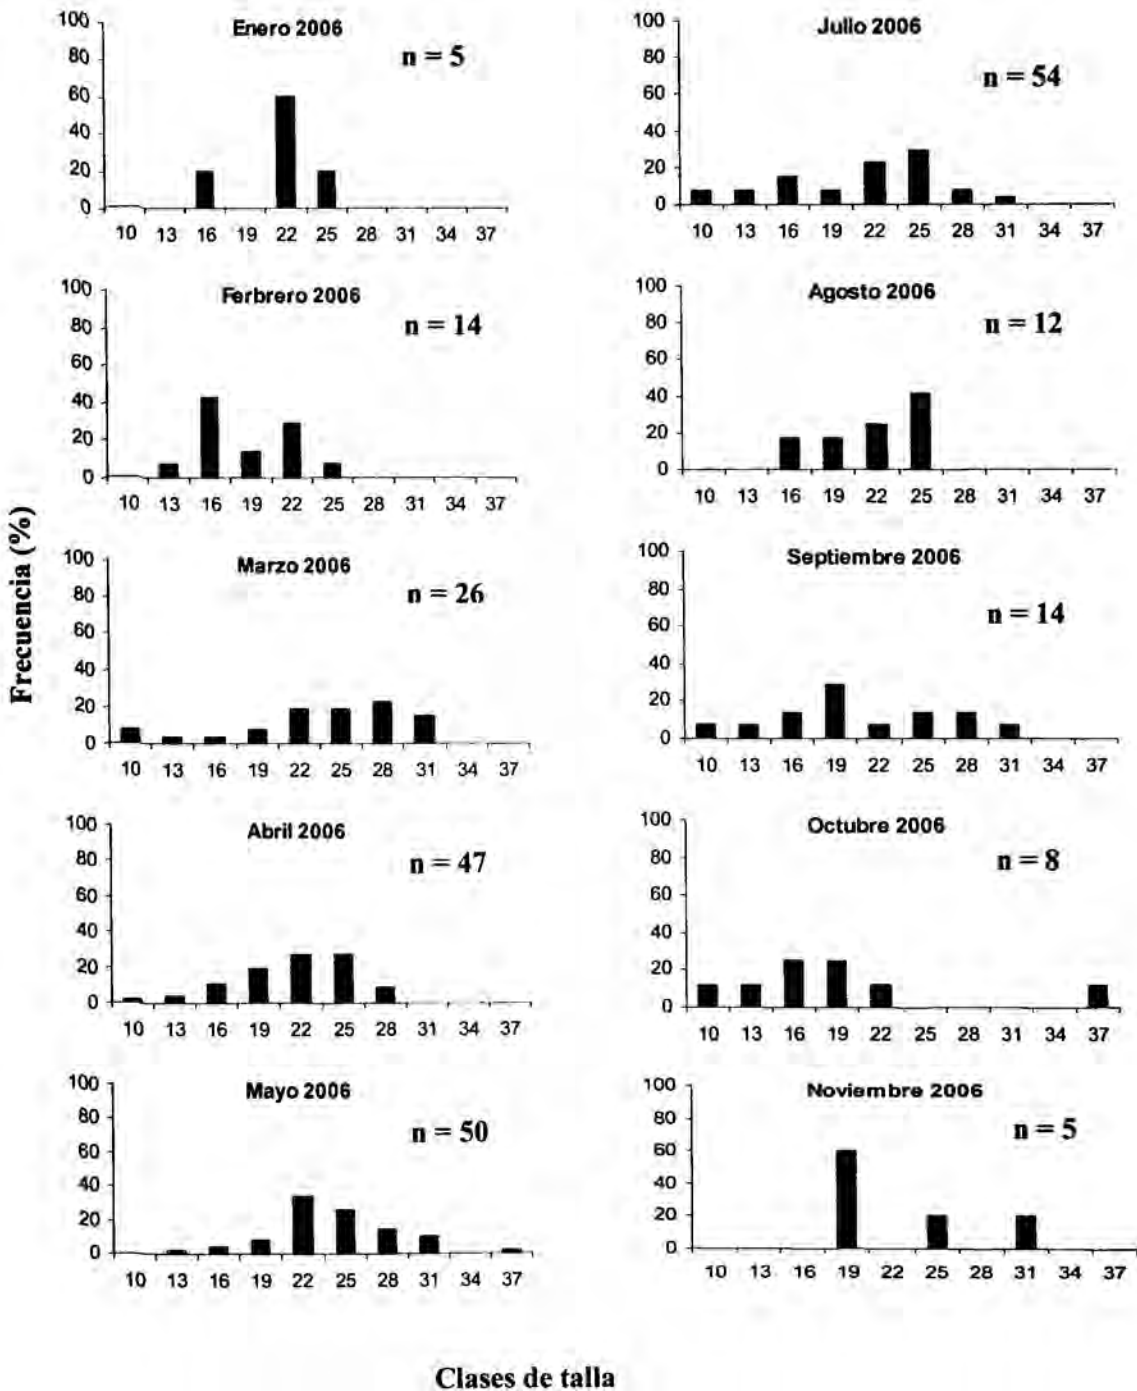 Frecuencia (%)
Enero 2006
n = 5
100
80
60
40
20
0
10 13 16 19 22 25 28 31 34 37
Ferbrero 2006
n = 14
100
80
60
40
20
0
10 13 16 19 22 25 28 31 34 37
Marzo 2006
n = 26
100
80
60
40
20
0
10 13 16 19 22 25 28 31 34 37
Abril 2006
n = 47
100
80
60
40
20
0
10 13 16 19 22 25 28 31 34 37
Mayo 2006
n = 50
100
80
60
40
20
0
10 13 16 19 22 25 28 31 34 37
Julio 2006
n = 54
100
80
60
40
20
0
10 13 16 19 22 25 28 31 34 37
Agosto 2006
n = 12
100
80
60
40
20
0
10 13 16 19 22 25 28 31 34 37
Septiembre 2006
n = 14
100
80
60
40
20
0
10 13 16 19 22 25 28 31 34 37
Octubre 2006
n = 8
100
80
60
40
20
0
10 13 16 19 22 25 28 31 34 37
Noviembre 2006
n = 5
100
80
60
40
20
0
10 13 16 19 22 25 28 31 34 37
Clases de talla